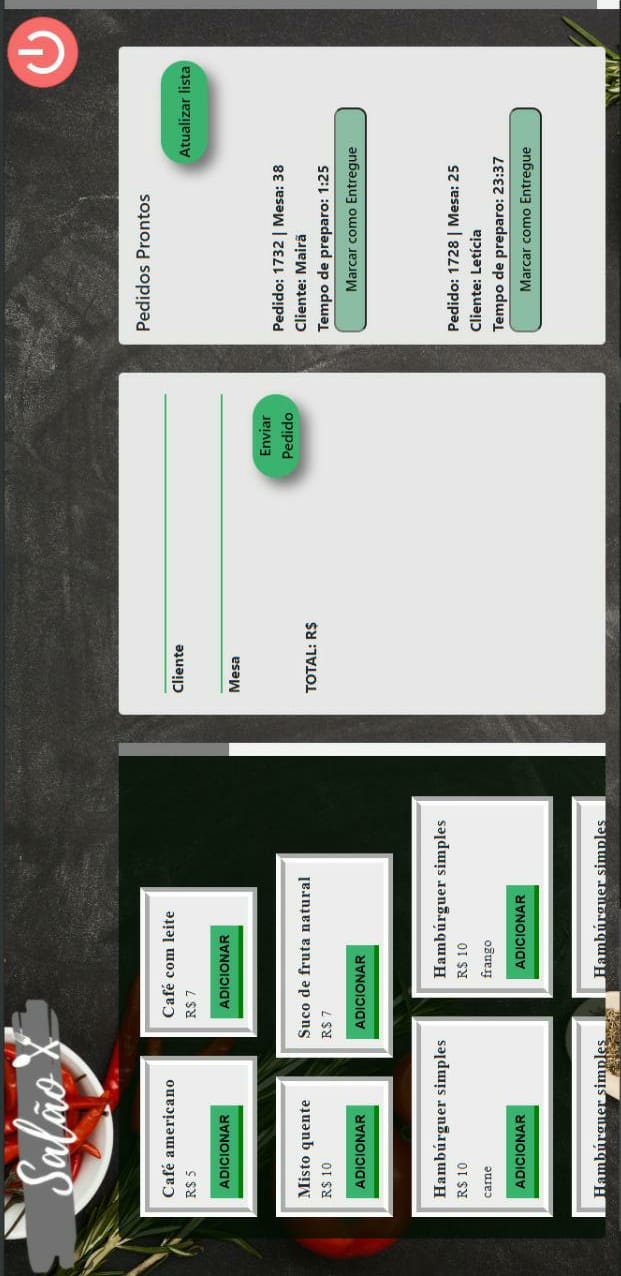 Salão
Café americano
R$ 5
ADICIONAR
Café com leite
R$ 7
ADICIONAR
Misto quente
R$ 10
ADICIONAR
Suco de fruta natural
R$ 7
ADICIONAR
Hambúrguer simples
R$ 10
carne
ADICIONAR
Hambúrguer simples
R$ 10
frango
ADICIONAR
Hambúrguer simples
Hambúrguer simples
Cliente
Mesa
Enviar
Pedido
TOTAL: R$
Pedidos Prontos
Atualizar lista
Pedido: 1732 | Mesa: 38
Cliente: Mairã
Tempo de preparo: 1:25
Marcar como Entregue
Pedido: 1728 | Mesa: 25
Cliente: Letícia
Tempo de preparo: 23:37
Marcar como Entregue